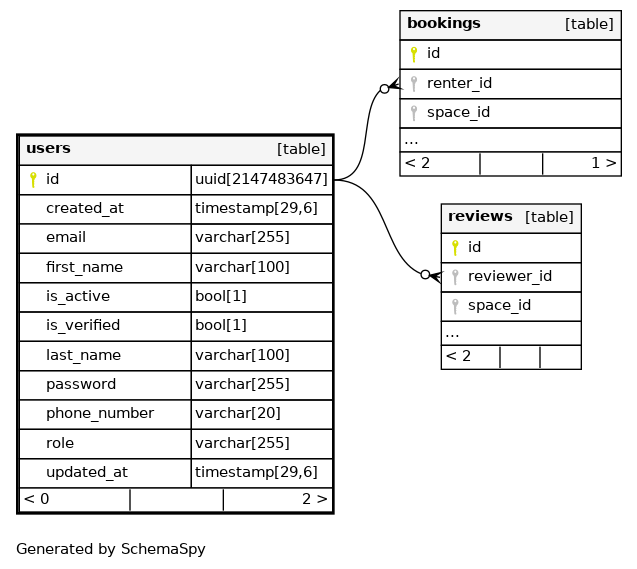 bookings [table]
id
renter_id
space_id
...
< 2 1 >
users [table]
id uuid[2147483647]
created_at timestamp[29,6]
email varchar[255]
first_name varchar[100]
is_active bool[1]
is_verified bool[1]
last_name varchar[100]
password varchar[255]
phone_number varchar[20]
role varchar[255]
updated_at timestamp[29,6]
< 0 2 >
reviews [table]
id
reviewer_id
space_id
...
< 2
Generated by SchemaSpy